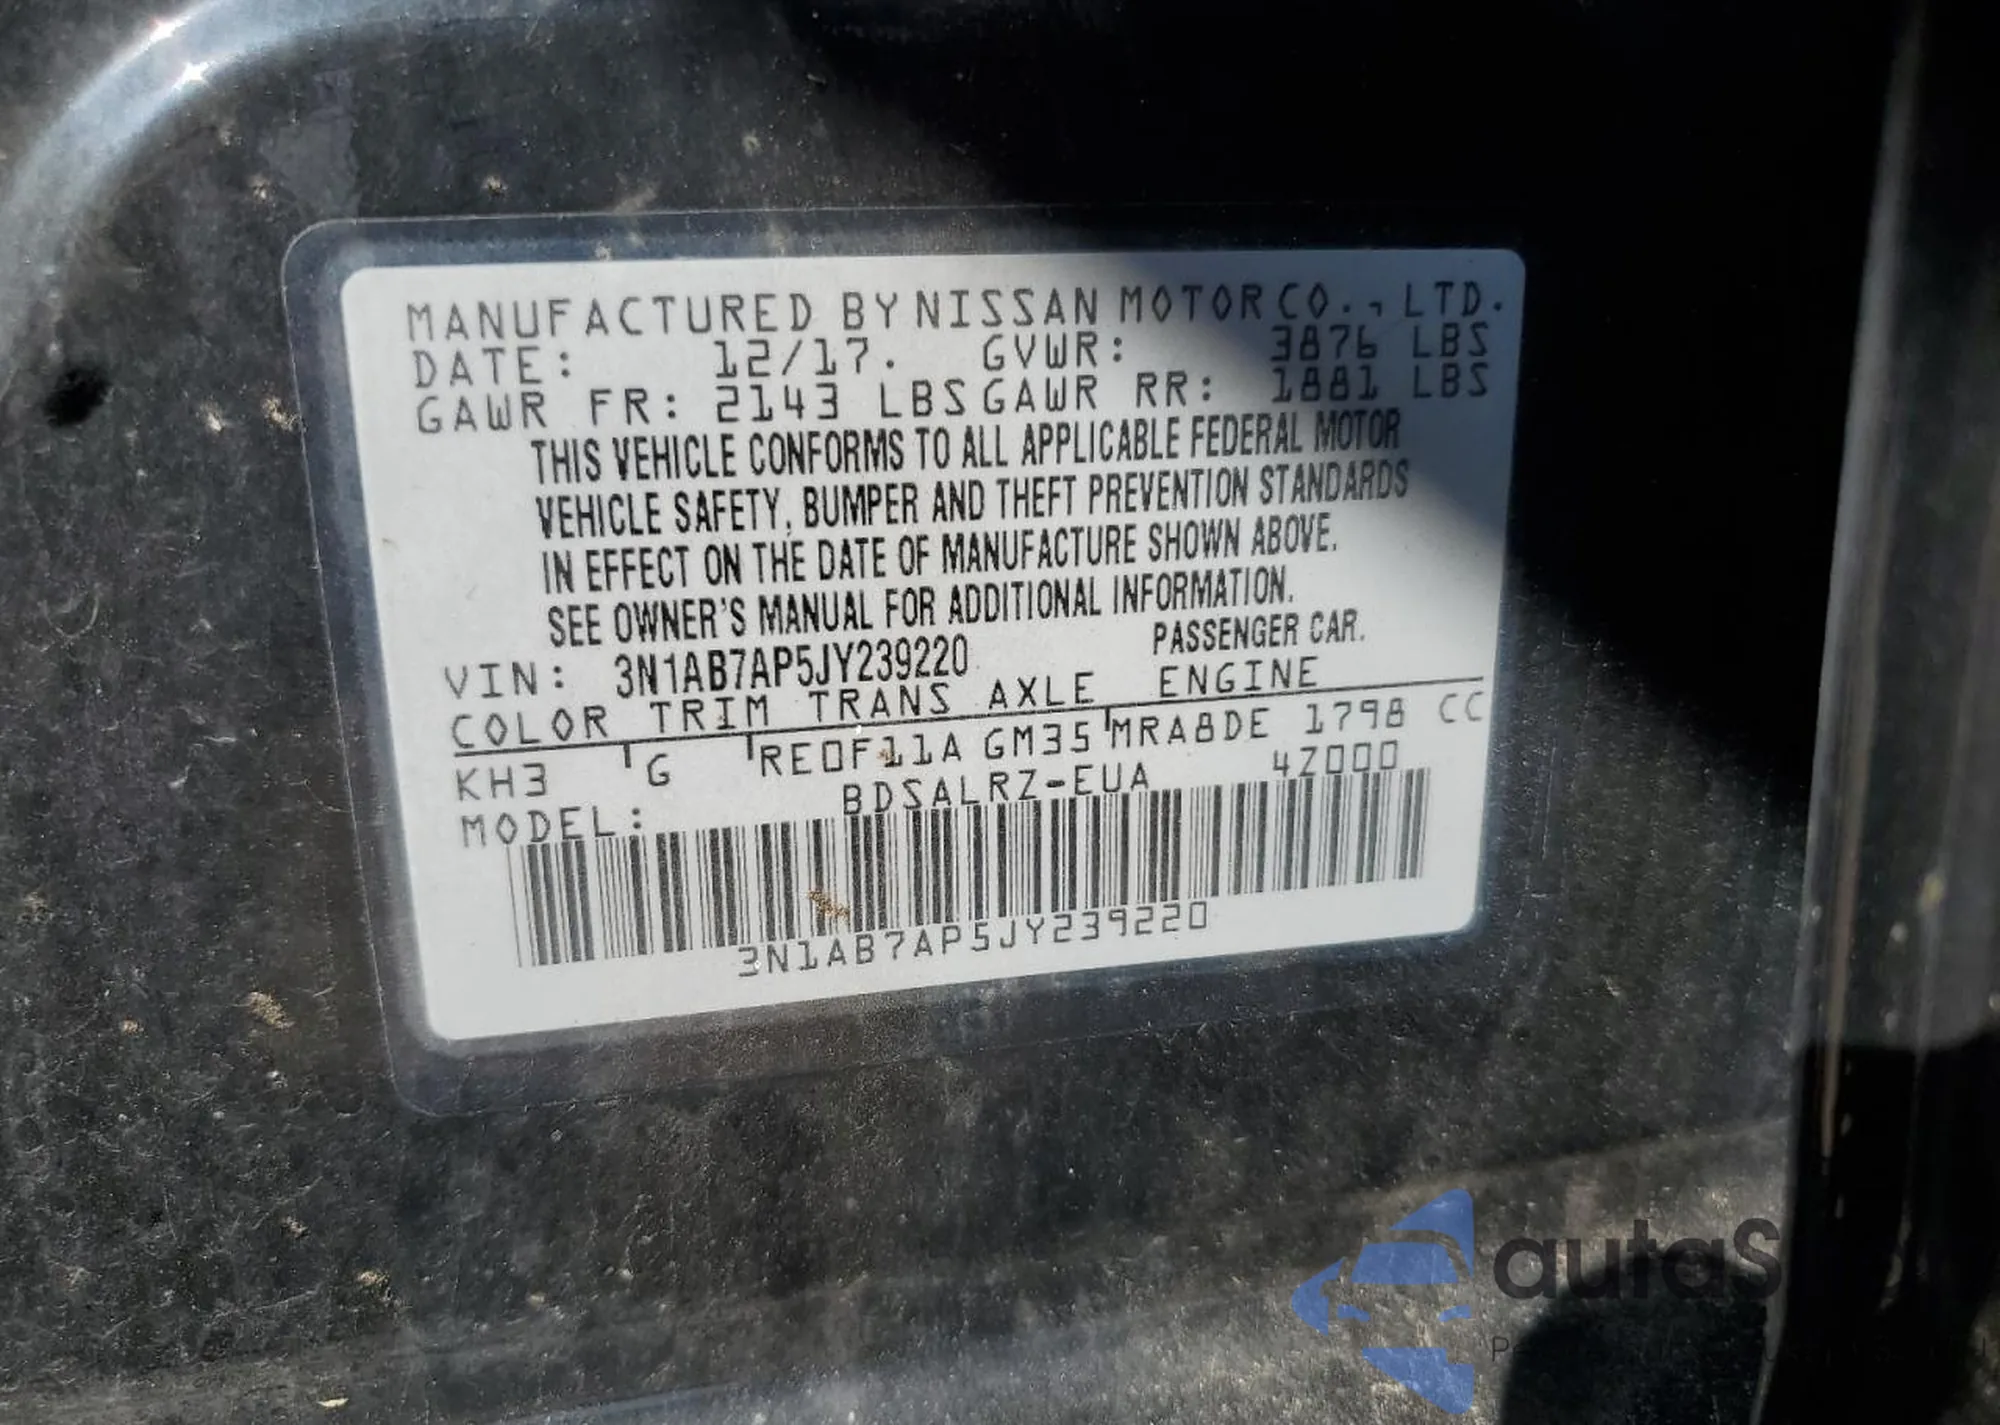 MANUFACTURED BY NISSAN MOTOR CO., LTD.
DATE: 12/17. GVWR: 3876 LBS
GAWR FR: 2143 LBS GAWR RR: 1881 LBS
THIS VEHICLE CONFORMS TO ALL APPLICABLE FEDERAL MOTOR
VEHICLE SAFETY, BUMPER AND THEFT PREVENTION STANDARDS
IN EFFECT ON THE DATE OF MANUFACTURE SHOWN ABOVE.
SEE OWNER'S MANUAL FOR ADDITIONAL INFORMATION.
VIN: 3N1AB7AP5JY239220 PASSENGER CAR.
COLOR TRIM TRANS AXLE ENGINE
KH3 G RE0F11A GM35 MRA8DE 1798 CC
MODEL: BDSALRZ-EUA 4Z000
3N1AB7AP5JY239220
autaS